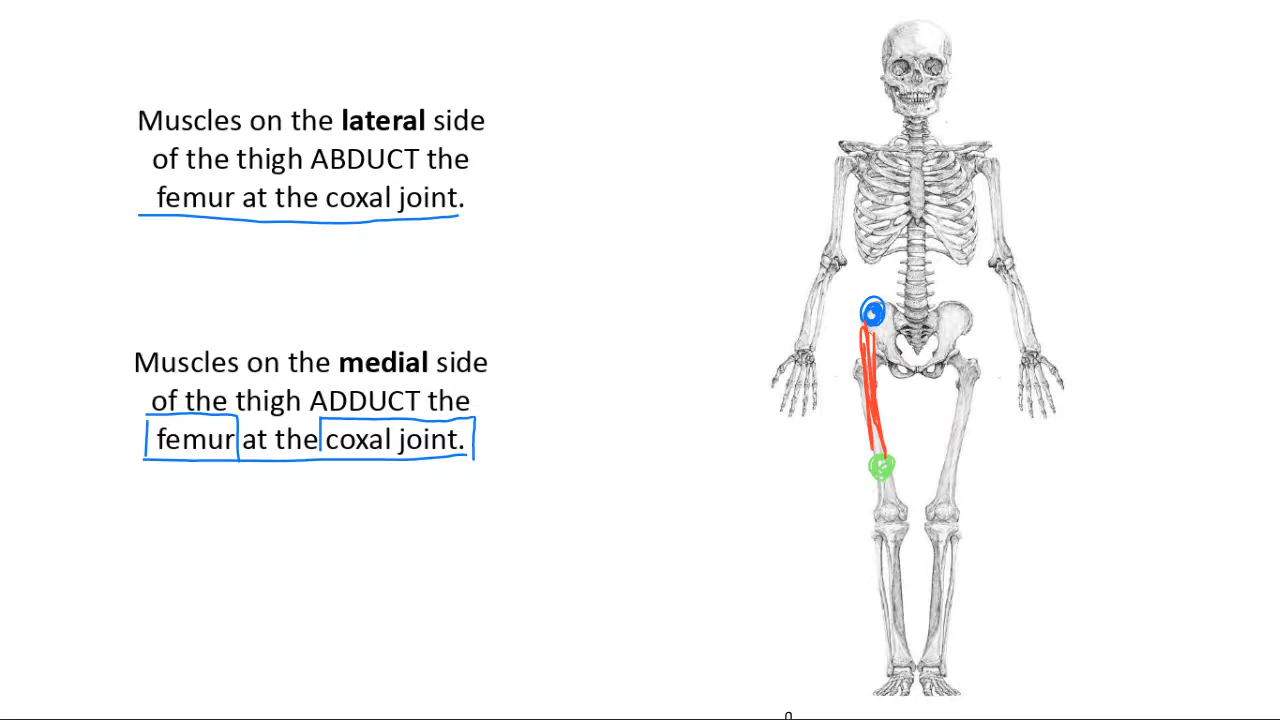 Muscles on the lateral side
of the thigh ABDUCT the
femur at the coxal joint.
Muscles on the medial side
of the thigh ADDUCT the
femur at the coxal joint.